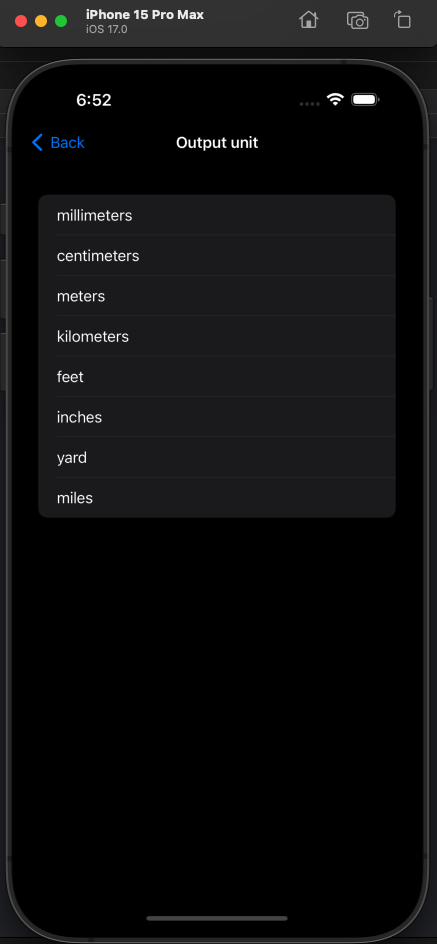 iPhone 15 Pro Max
iOS 17.0
6:52
Back
Output unit
millimeters
centimeters
meters
kilometers
feet
inches
yard
miles